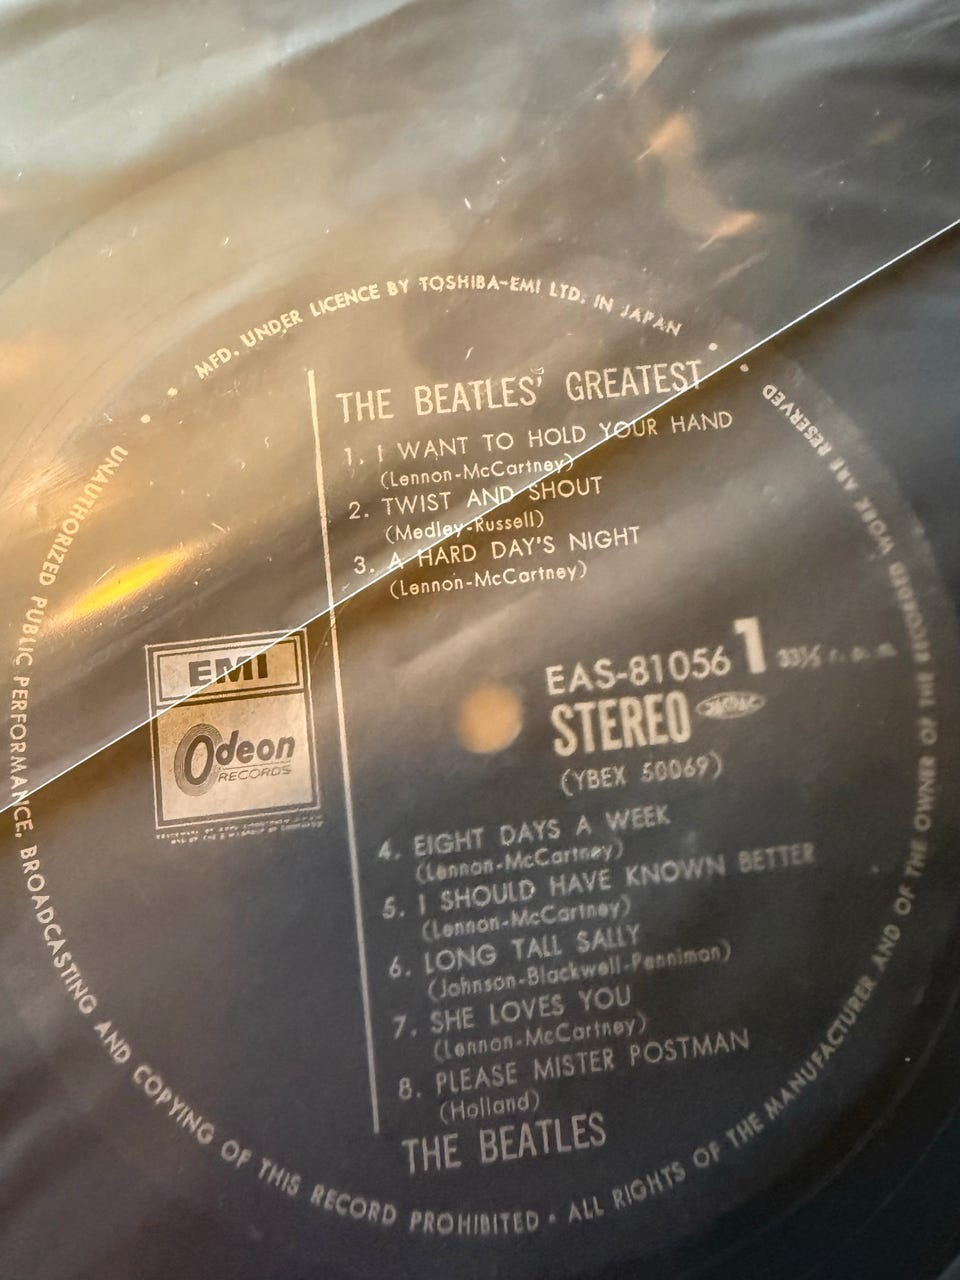 MFD. UNDER LICENCE BY TOSHIBA-EMI LTD. IN JAPAN
THE BEATLES' GREATEST
1. I WANT TO HOLD YOUR HAND
(Lennon-McCartney)
2. TWIST AND SHOUT
(Medley-Russell)
3. A HARD DAY'S NIGHT
(Lennon-McCartney)
EMI
Odeon
RECORDS
EAS-81056 1 33⅓ r.p.m.
STEREO
(YBEX 50069)
4. EIGHT DAYS A WEEK
(Lennon-McCartney)
5. I SHOULD HAVE KNOWN BETTER
(Lennon-McCartney)
6. LONG TALL SALLY
(Johnson-Blackwell-Penniman)
7. SHE LOVES YOU
(Lennon-McCartney)
8. PLEASE MISTER POSTMAN
(Holland)
THE BEATLES
UNAUTHORIZED PUBLIC PERFORMANCE, BROADCASTING AND COPYING OF THIS RECORD PROHIBITED • ALL RIGHTS OF THE MANUFACTURER AND OF THE OWNER OF THE RECORDED WORK ARE RESERVED